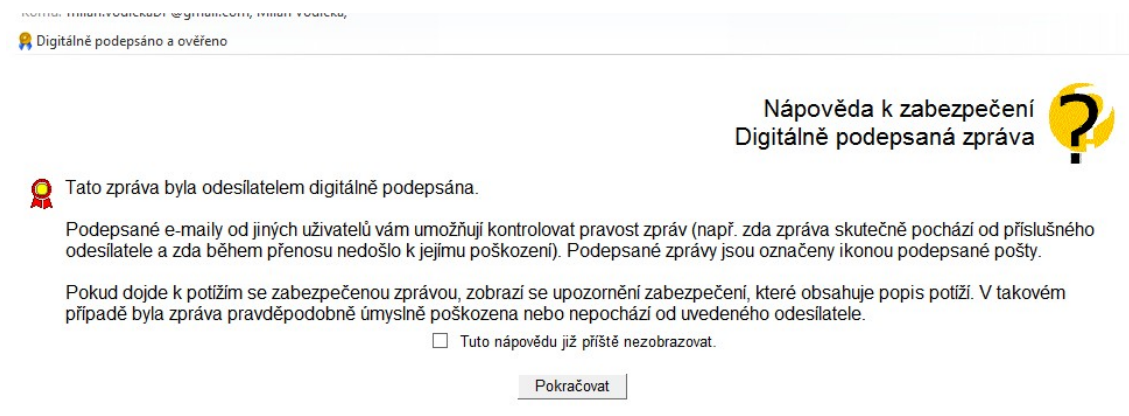 Digitálně podepsáno a ověřeno
Nápověda k zabezpečení
Digitálně podepsaná zpráva
Tato zpráva byla odesílatelem digitálně podepsána.
Podepsané e-maily od jiných uživatelů vám umožňují kontrolovat pravost zpráv (např. zda zpráva skutečně pochází od příslušného
odesílatele a zda během přenosu nedošlo k jejímu poškození). Podepsané zprávy jsou označeny ikonou podepsané pošty.
Pokud dojde k potížím se zabezpečenou zprávou, zobrazí se upozornění zabezpečení, které obsahuje popis potíží. V takovém
případě byla zpráva pravděpodobně úmyslně poškozena nebo nepochází od uvedeného odesílatele.
Tuto nápovědu již příště nezobrazovat.
Pokračovat